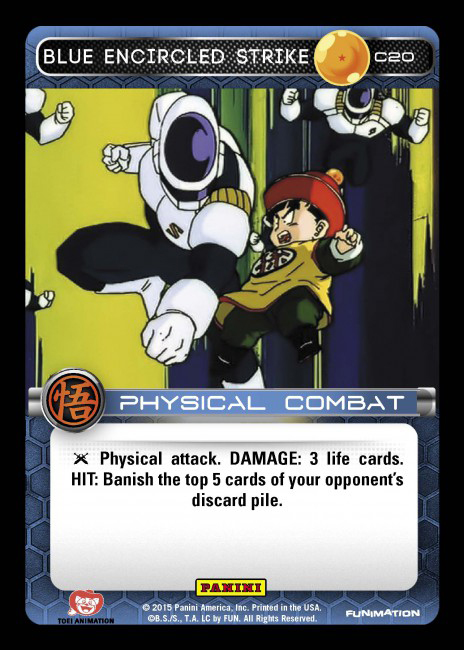 BLUE ENCIRCLED STRIKE C20
S
悟
悟 PHYSICAL COMBAT
Physical attack. DAMAGE: 3 life cards.
HIT: Banish the top 5 cards of your opponent's
discard pile.
PANINI
TOEI ANIMATION
© 2015 Panini America, Inc. Printed in the USA.
©B.S./S., T.A. LC by FUN. All Rights Reserved.
FUNIMATION